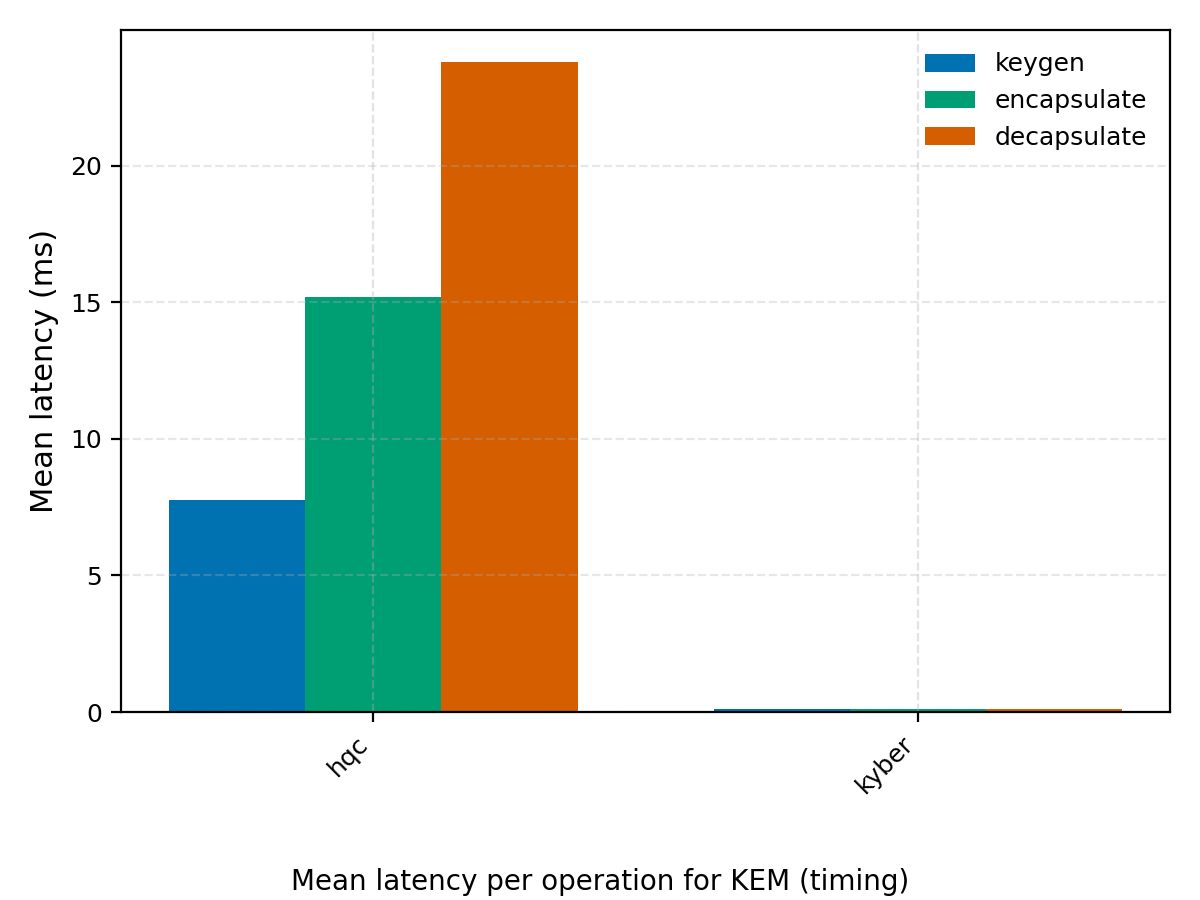 keygen
encapsulate
decapsulate
Mean latency (ms)
20
15
10
5
0
hqc
kyber
Mean latency per operation for KEM (timing)